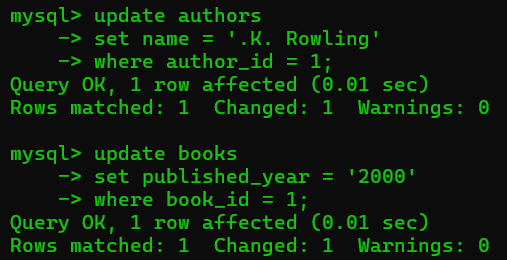 mysql> update authors
    -> set name = '.K. Rowling'
    -> where author_id = 1;
Query OK, 1 row affected (0.01 sec)
Rows matched: 1  Changed: 1  Warnings: 0

mysql> update books
    -> set published_year = '2000'
    -> where book_id = 1;
Query OK, 1 row affected (0.01 sec)
Rows matched: 1  Changed: 1  Warnings: 0